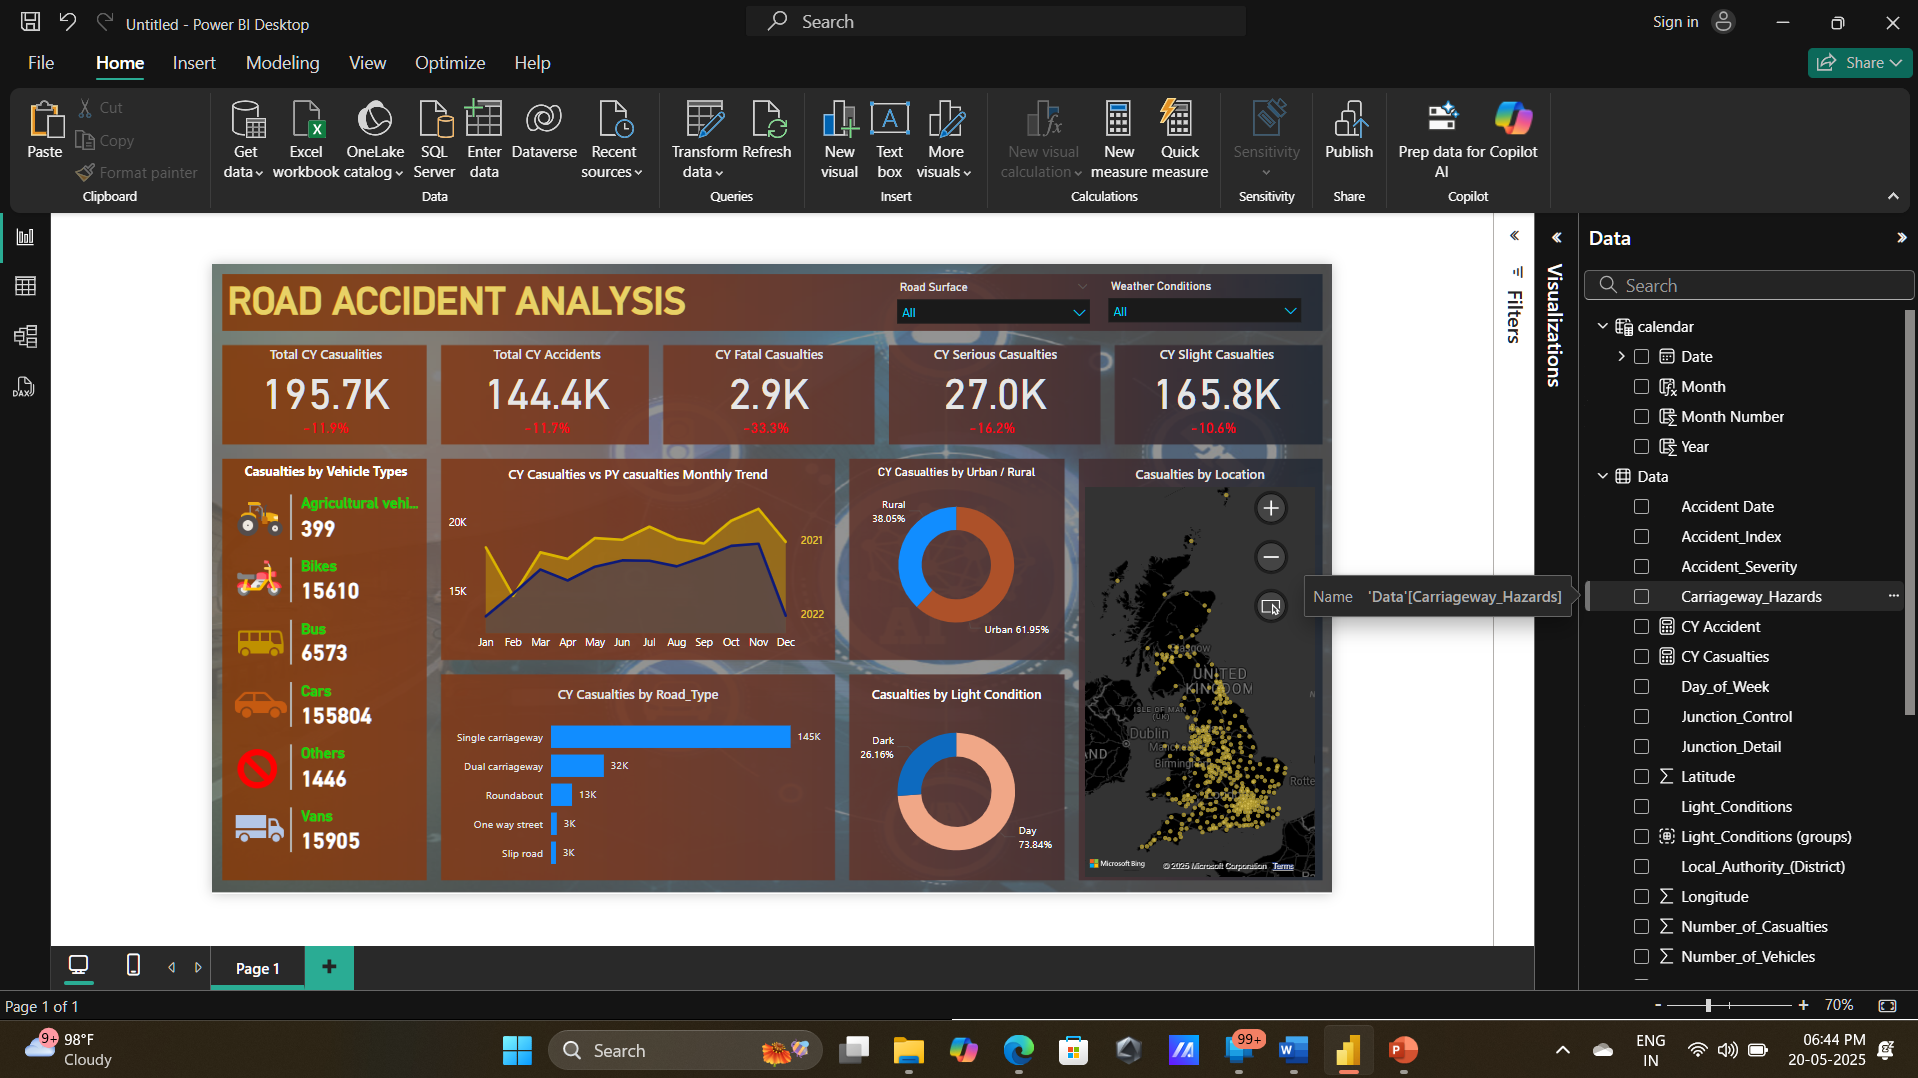 Untitled - Power BI Desktop
Search
Sign in
File
Home
Insert
Modeling
View
Optimize
Help
Share
Paste
Cut
Copy
Format painter
Clipboard
Get data
Excel workbook
OneLake catalog
SQL Server
Enter data
Dataverse
Recent sources
Data
Transform data
Refresh
Queries
New visual
Text box
More visuals
Insert
New visual calculation
New measure
Quick measure
Calculations
Sensitivity
Sensitivity
Publish
Share
Prep data for AI
Copilot
Copilot
DAX
ROAD ACCIDENT ANALYSIS
Road Surface
All
Weather Conditions
All
Total CY Casualities
195.7K
-11.9%
Total CY Accidents
144.4K
-11.7%
CY Fatal Casualties
2.9K
-33.3%
CY Serious Casualties
27.0K
-16.2%
CY Slight Casualties
165.8K
-10.6%
Casualties by Vehicle Types
Agricultural vehi...
399
Bikes
15610
Bus
6573
Cars
155804
Others
1446
Vans
15905
CY Casualties vs PY casualties Monthly Trend
20K
15K
2021
2022
Jan Feb Mar Apr May Jun Jul Aug Sep Oct Nov Dec
CY Casualties by Urban / Rural
Rural
38.05%
Urban 61.95%
CY Casualties by Road_Type
Single carriageway 145K
Dual carriageway 32K
Roundabout 13K
One way street 3K
Slip road 3K
Casualties by Light Condition
Dark
26.16%
Day
73.84%
Casualties by Location
UNITED
KINGDOM
ISLE OF MAN
(UK)
Dublin
AND
Rotte
Microsoft Bing
© 2025 Microsoft Corporation Terms
Name 'Data'[Carriageway_Hazards]
Filters
Visualizations
Data
Search
calendar
Date
Month
Month Number
Year
Data
Accident Date
Accident_Index
Accident_Severity
Carriageway_Hazards
CY Accident
CY Casualties
Day_of_Week
Junction_Control
Junction_Detail
Latitude
Light_Conditions
Light_Conditions (groups)
Local_Authority_(District)
Longitude
Number_of_Casualties
Number_of_Vehicles
Page 1
Page 1 of 1
70%
9+
98°F
Cloudy
Search
99+
ENG
IN
06:44 PM
20-05-2025